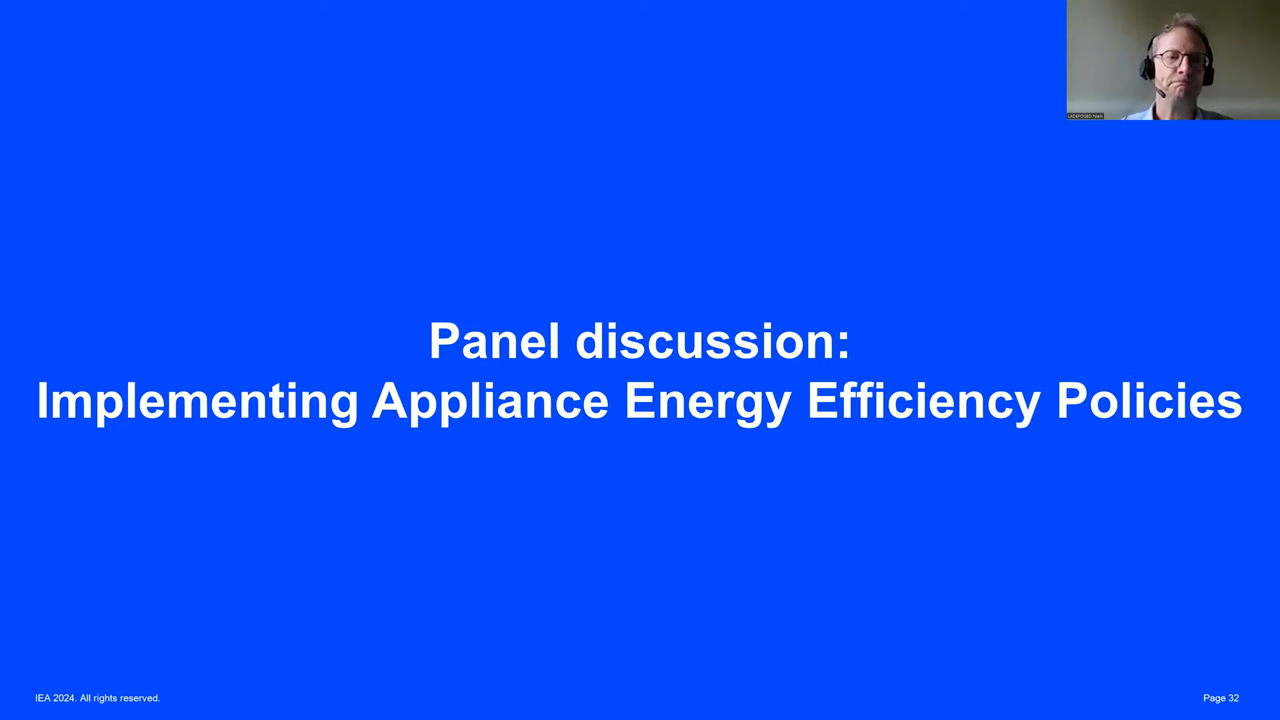 Panel discussion:
Implementing Appliance Energy Efficiency Policies
IEA 2024. All rights reserved.
Page 32